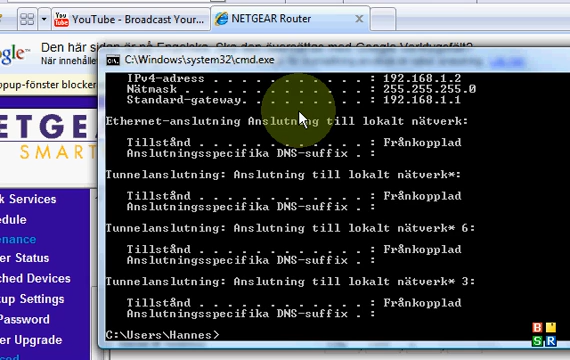 YouTube - Broadcast Your...
NETGEAR Router
C:\Windows\system32\cmd.exe
Den här sidan är på Engelska. Ska den översättas med Google Verktygsfält?
När innehålle
opup-fönster blocker
IPv4-adress . . . . . . . . . . . . : 192.168.1.2
Nätmask . . . . . . . . . . . . . . : 255.255.255.0
Standard-gateway. . . . . . . . . . : 192.168.1.1
Ethernet-anslutning Anslutning till lokalt nätverk:
Tillstånd . . . . . . . . . . . . . : Frånkopplad
Anslutningsspecifika DNS-suffix . :
Tunnelanslutning: Anslutning till lokalt nätverk*:
Tillstånd . . . . . . . . . . . . . : Frånkopplad
Anslutningsspecifika DNS-suffix . :
Tunnelanslutning: Anslutning till lokalt nätverk* 6:
Tillstånd . . . . . . . . . . . . . : Frånkopplad
Anslutningsspecifika DNS-suffix . :
Tunnelanslutning: Anslutning till lokalt nätverk* 3:
Tillstånd . . . . . . . . . . . . . : Frånkopplad
Anslutningsspecifika DNS-suffix . :
C:\Users\Hannes>
ETGEA
SMART
k Services
edule
enance
er Status
ched Devices
up Settings
Password
er Upgrade
B S R